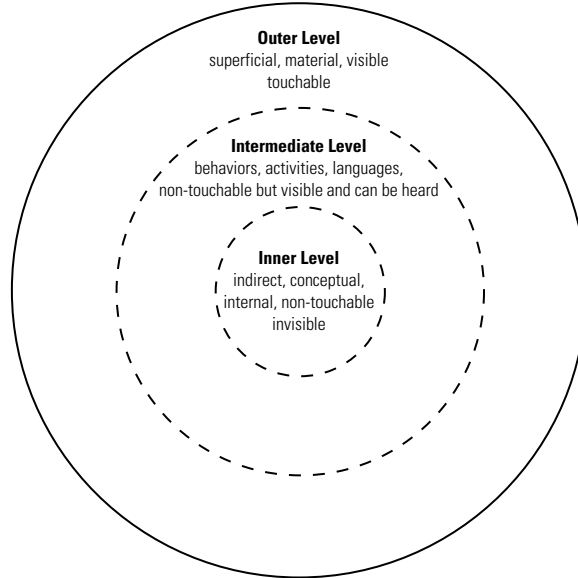 Outer Level
superficial, material, visible
touchable
Intermediate Level
behaviors, activities, languages,
non-touchable but visible and can be heard
Inner Level
indirect, conceptual,
internal, non-touchable
invisible